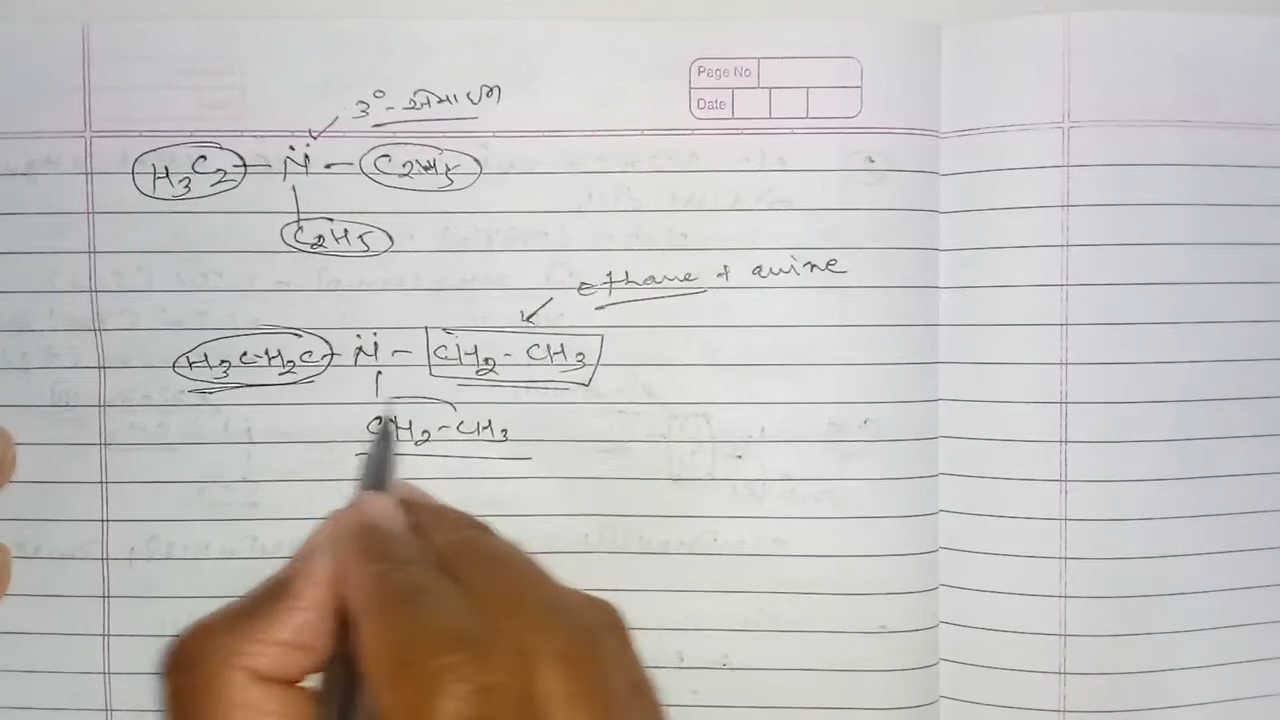 Page No
Date
3°-એમાઇન
H3C2 - N̈ - C2H5
C2H5
ethane + amine
H3C-H2C - N̈ - CH2 - CH3
CH2-CH3